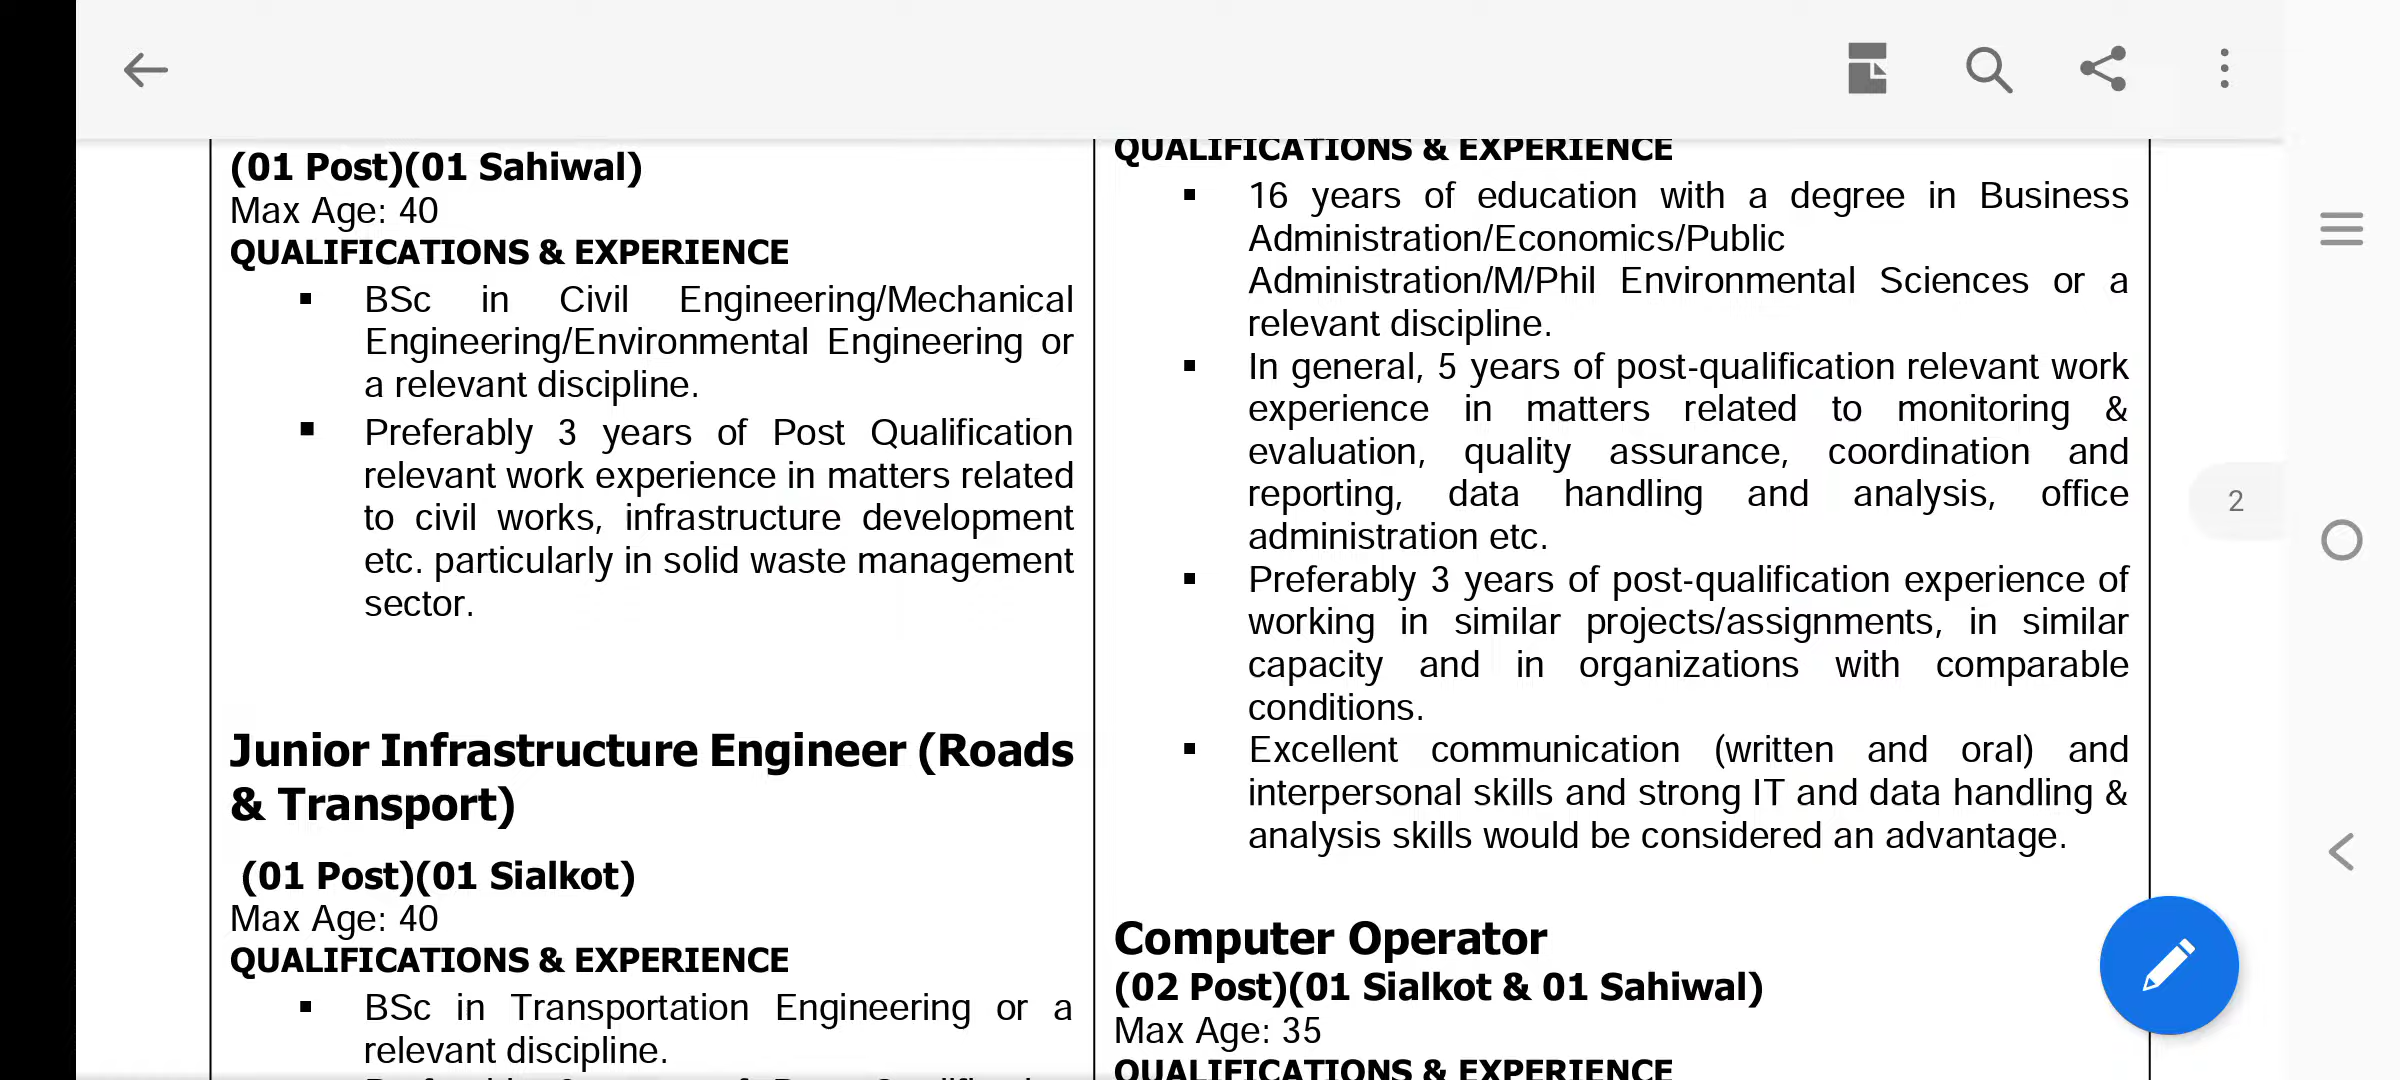 (01 Post)(01 Sahiwal)
Max Age: 40
QUALIFICATIONS & EXPERIENCE
▪ BSc in Civil Engineering/Mechanical
Engineering/Environmental Engineering or
a relevant discipline.
▪ Preferably 3 years of Post Qualification
relevant work experience in matters related
to civil works, infrastructure development
etc. particularly in solid waste management
sector.
Junior Infrastructure Engineer (Roads
& Transport)
(01 Post)(01 Sialkot)
Max Age: 40
QUALIFICATIONS & EXPERIENCE
▪ BSc in Transportation Engineering or a
relevant discipline.
QUALIFICATIONS & EXPERIENCE
▪ 16 years of education with a degree in Business
Administration/Economics/Public
Administration/M/Phil Environmental Sciences or a
relevant discipline.
▪ In general, 5 years of post-qualification relevant work
experience in matters related to monitoring &
evaluation, quality assurance, coordination and
reporting, data handling and analysis, office
administration etc.
▪ Preferably 3 years of post-qualification experience of
working in similar projects/assignments, in similar
capacity and in organizations with comparable
conditions.
▪ Excellent communication (written and oral) and
interpersonal skills and strong IT and data handling &
analysis skills would be considered an advantage.
Computer Operator
(02 Post)(01 Sialkot & 01 Sahiwal)
Max Age: 35
QUALIFICATIONS & EXPERIENCE
2